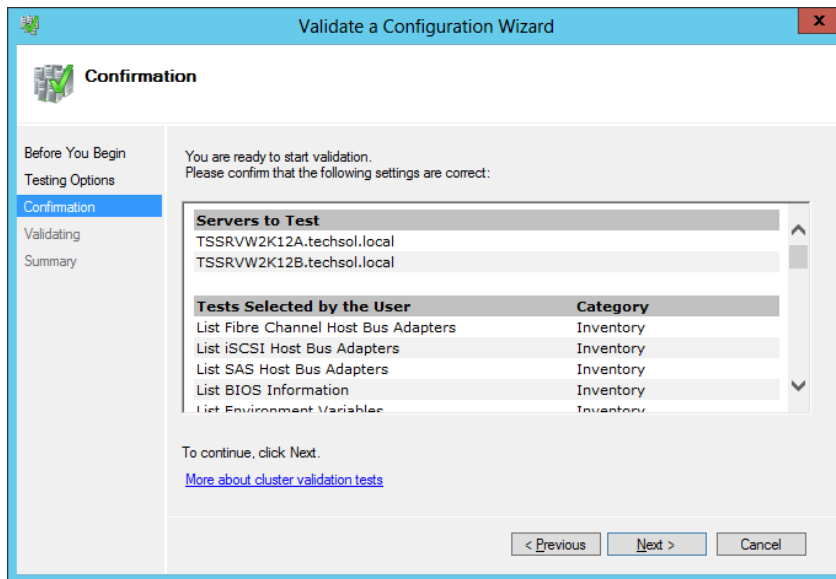 Validate a Configuration Wizard
x
Confirmation
Before You Begin
Testing Options
Confirmation
Validating
Summary
You are ready to start validation.
Please confirm that the following settings are correct:
Servers to Test
TSSRVW2K12A.techsol.local
TSSRVW2K12B.techsol.local
Tests Selected by the User Category
List Fibre Channel Host Bus Adapters Inventory
List iSCSI Host Bus Adapters Inventory
List SAS Host Bus Adapters Inventory
List BIOS Information Inventory
List Environment Variables Inventory
To continue, click Next.
More about cluster validation tests
< Previous Next > Cancel